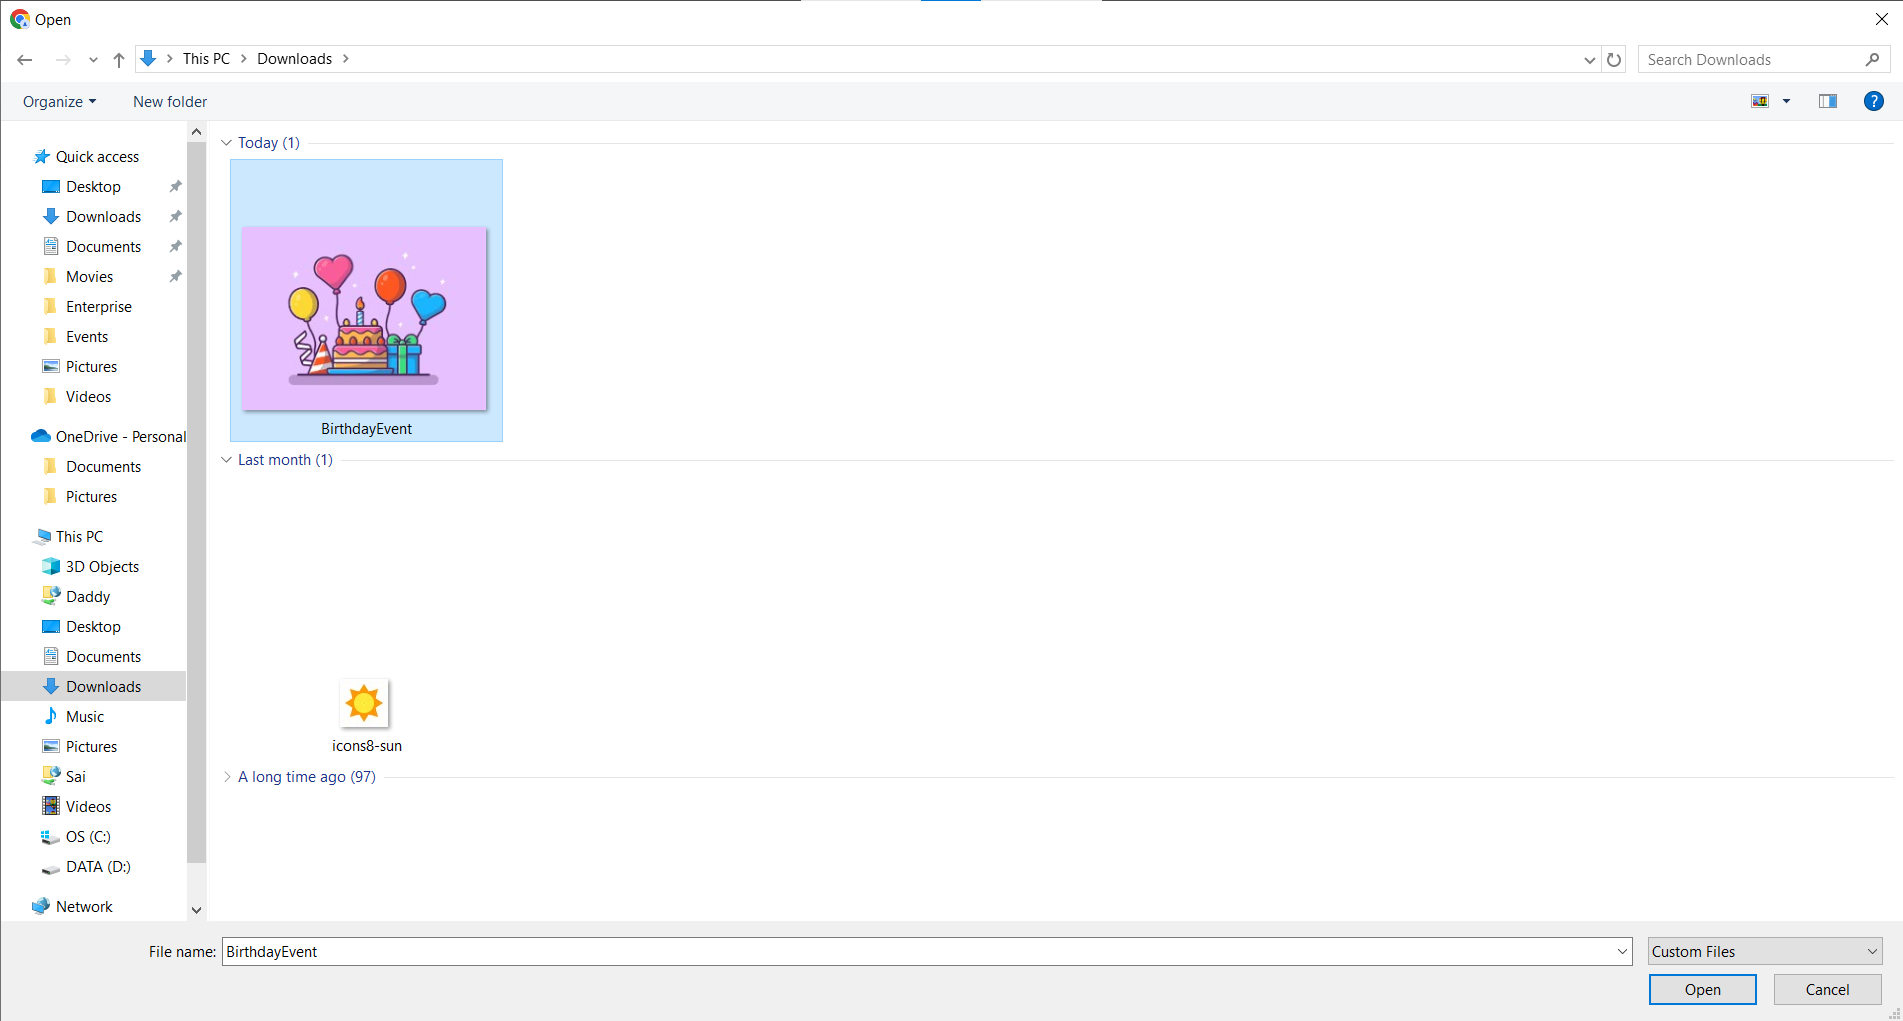 Open
This PC Downloads
Search Downloads
Organize New folder
?
Quick access
Desktop
Downloads
Documents
Movies
Enterprise
Events
Pictures
Videos
OneDrive - Personal
Documents
Pictures
This PC
3D Objects
Daddy
Desktop
Documents
Downloads
Music
Pictures
Sai
Videos
OS (C:)
DATA (D:)
Network
Today (1)
BirthdayEvent
Last month (1)
icons8-sun
A long time ago (97)
File name: BirthdayEvent
Custom Files
Open Cancel